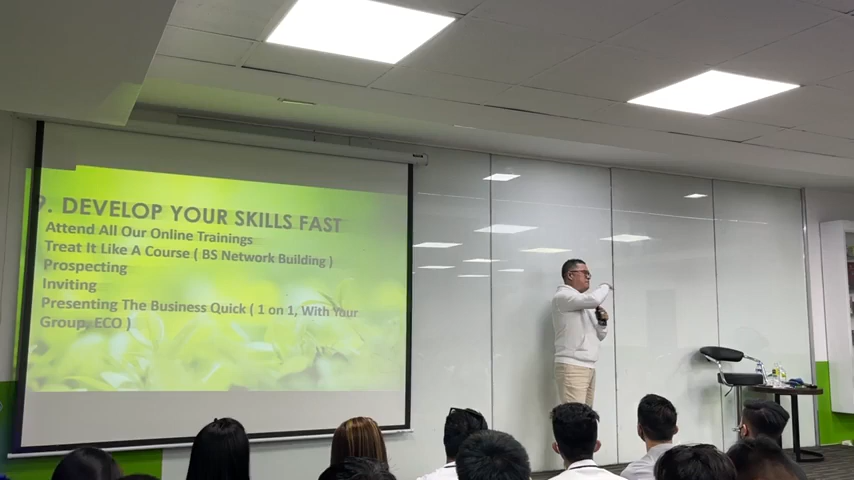 9. DEVELOP YOUR SKILLS FAST
Attend All Our Online Trainings
Treat It Like A Course ( BS Network Building )
Prospecting
Inviting
Presenting The Business Quick ( 1 on 1, With Your
Group, ECO )